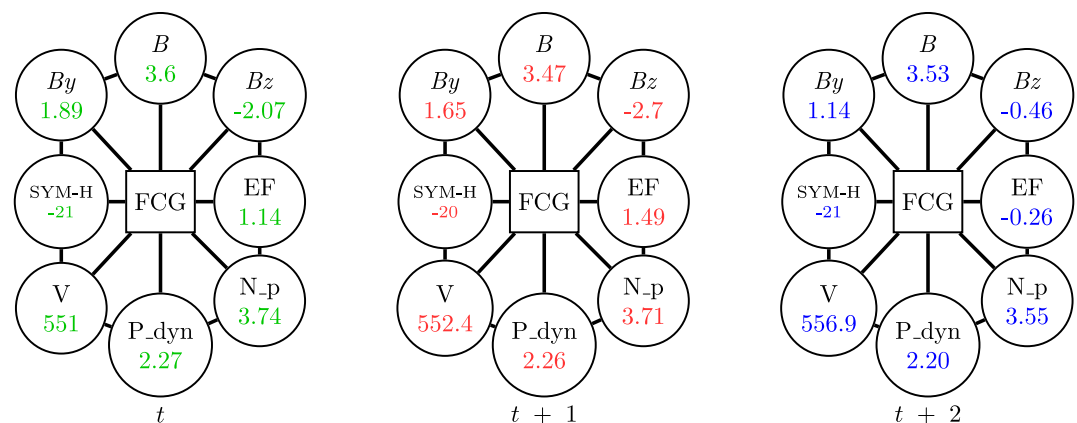 B
3.6
By
1.89
Bz
-2.07
SYM-H
-21
FCG
EF
1.14
V
551
N_p
3.74
P_dyn
2.27
t
B
3.47
By
1.65
Bz
-2.7
SYM-H
-20
FCG
EF
1.49
V
552.4
N_p
3.71
P_dyn
2.26
t + 1
B
3.53
By
1.14
Bz
-0.46
SYM-H
-21
FCG
EF
-0.26
V
556.9
N_p
3.55
P_dyn
2.20
t + 2